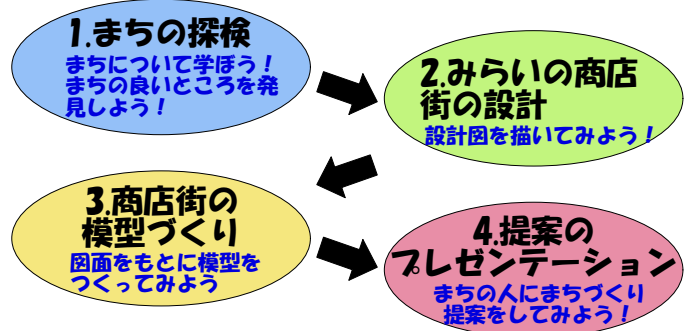 1.まちの探検
まちについて学ぼう！
まちの良いところを発
見しよう！
2.みらいの商店
街の設計
設計図を描いてみよう！
3.商店街の
模型づくり
図面をもとに模型を
つくってみよう
4.提案の
プレゼンテーション
まちの人にまちづくり
提案をしてみよう！